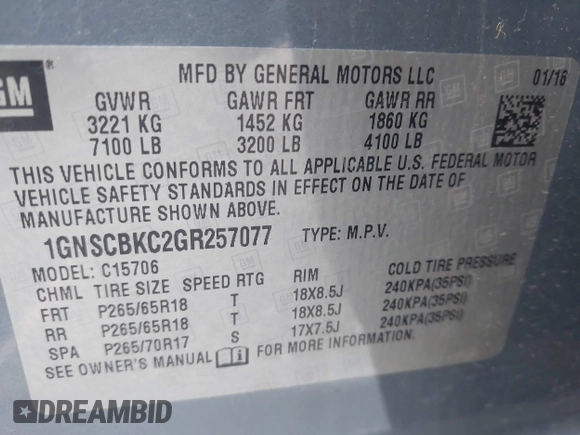 GM ®
MFD BY GENERAL MOTORS LLC 01/16
GVWR GAWR FRT GAWR RR
3221 KG 1452 KG 1860 KG
7100 LB 3200 LB 4100 LB
THIS VEHICLE CONFORMS TO ALL APPLICABLE U.S. FEDERAL MOTOR
VEHICLE SAFETY STANDARDS IN EFFECT ON THE DATE OF
MANUFACTURE SHOWN ABOVE.
1GNSCBKC2GR257077 TYPE: M.P.V.
MODEL: C15706
CHML TIRE SIZE SPEED RTG RIM COLD TIRE PRESSURE
FRT P265/65R18 T 18X8.5J 240KPA(35PSI)
RR P265/65R18 T 18X8.5J 240KPA(35PSI)
SPA P265/70R17 S 17X7.5J 240KPA(35PSI)
SEE OWNER'S MANUAL FOR MORE INFORMATION.
DREAMBID